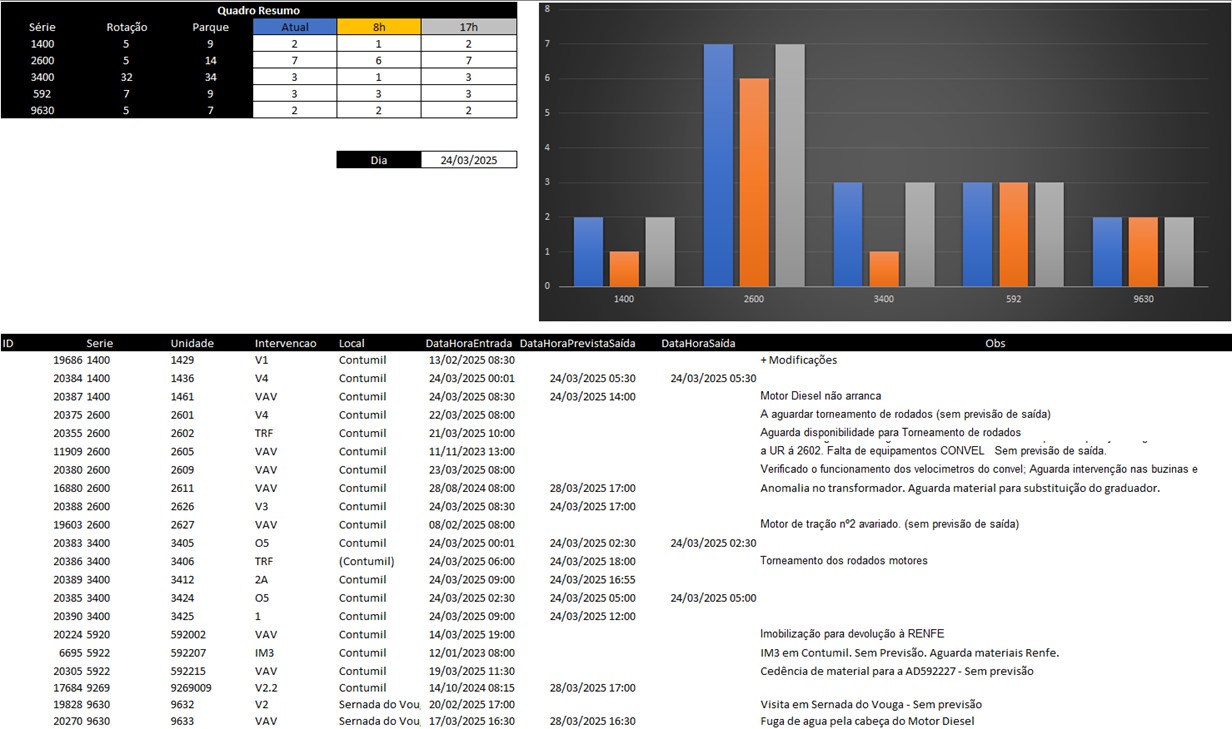 Quadro Resumo
Série Rotação Parque Atual 8h 17h
1400 5 9 2 1 2
2600 5 14 7 6 7
3400 32 34 3 1 3
592 7 9 3 3 3
9630 5 7 2 2 2
Dia 24/03/2025
8
7
6
5
4
3
2
1
0
1400 2600 3400 592 9630
ID Serie Unidade Intervencao Local DataHoraEntrada DataHoraPrevistaSaída DataHoraSaída Obs
19686 1400 1429 V1 Contumil 13/02/2025 08:30 + Modificações
20384 1400 1436 V4 Contumil 24/03/2025 00:01 24/03/2025 05:30 24/03/2025 05:30
20387 1400 1461 VAV Contumil 24/03/2025 08:30 24/03/2025 14:00 Motor Diesel não arranca
20375 2600 2601 V4 Contumil 22/03/2025 08:00 A aguardar torneamento de rodados (sem previsão de saída)
20355 2600 2602 TRF Contumil 21/03/2025 10:00 Aguarda disponibilidade para Torneamento de rodados
11909 2600 2605 VAV Contumil 11/11/2023 13:00 a UR á 2602. Falta de equipamentos CONVEL Sem previsão de saída.
20380 2600 2609 VAV Contumil 23/03/2025 08:00 Verificado o funcionamento dos velocimetros do convel; Aguarda intervenção nas buzinas e
16880 2600 2611 VAV Contumil 28/08/2024 08:00 28/03/2025 17:00 Anomalia no transformador. Aguarda material para substituição do graduador.
20388 2600 2626 V3 Contumil 24/03/2025 08:30 24/03/2025 17:00
19603 2600 2627 VAV Contumil 08/02/2025 08:00 Motor de tração nº2 avariado. (sem previsão de saída)
20383 3400 3405 O5 Contumil 24/03/2025 00:01 24/03/2025 02:30 24/03/2025 02:30
20386 3400 3406 TRF (Contumil) 24/03/2025 06:00 24/03/2025 18:00 Torneamento dos rodados motores
20389 3400 3412 2A Contumil 24/03/2025 09:00 24/03/2025 16:55
20385 3400 3424 O5 Contumil 24/03/2025 02:30 24/03/2025 05:00 24/03/2025 05:00
20390 3400 3425 1 Contumil 24/03/2025 09:00 24/03/2025 12:00
20224 5920 592002 VAV Contumil 14/03/2025 19:00 Imobilização para devolução à RENFE
6695 5922 592207 IM3 Contumil 12/01/2023 08:00 IM3 em Contumil. Sem Previsão. Aguarda materiais Renfe.
20305 5922 592215 VAV Contumil 19/03/2025 11:30 Cedência de material para a AD592227 - Sem previsão
17684 9269 9269009 V2.2 Contumil 14/10/2024 08:15 28/03/2025 17:00
19828 9630 9632 V2 Sernada do Vou 20/02/2025 17:00 Visita em Sernada do Vouga - Sem previsão
20270 9630 9633 VAV Sernada do Vou 17/03/2025 16:30 28/03/2025 16:30 Fuga de agua pela cabeça do Motor Diesel